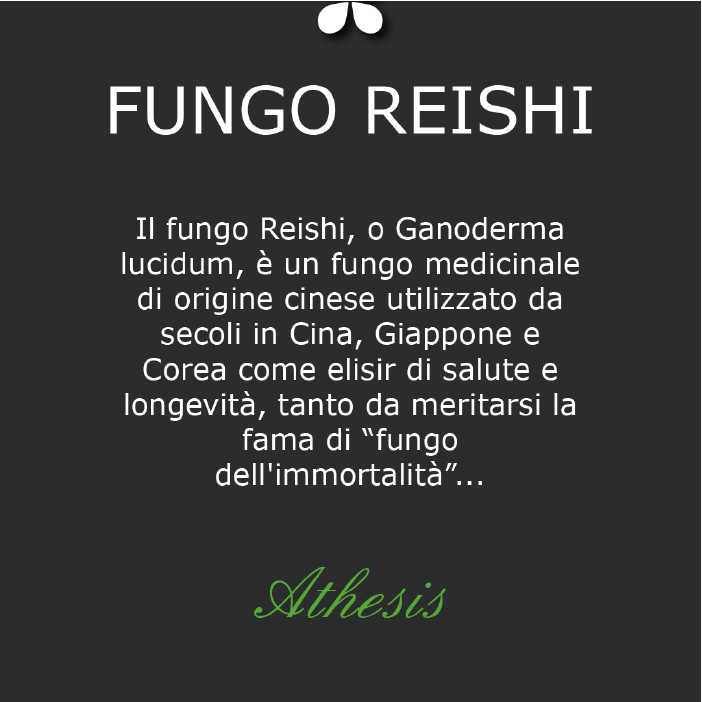 FUNGO REISHI
Il fungo Reishi, o Ganoderma
lucidum, è un fungo medicinale
di origine cinese utilizzato da
secoli in Cina, Giappone e
Corea come elisir di salute e
longevità, tanto da meritarsi la
fama di “fungo
dell'immortalità”...
Athesis